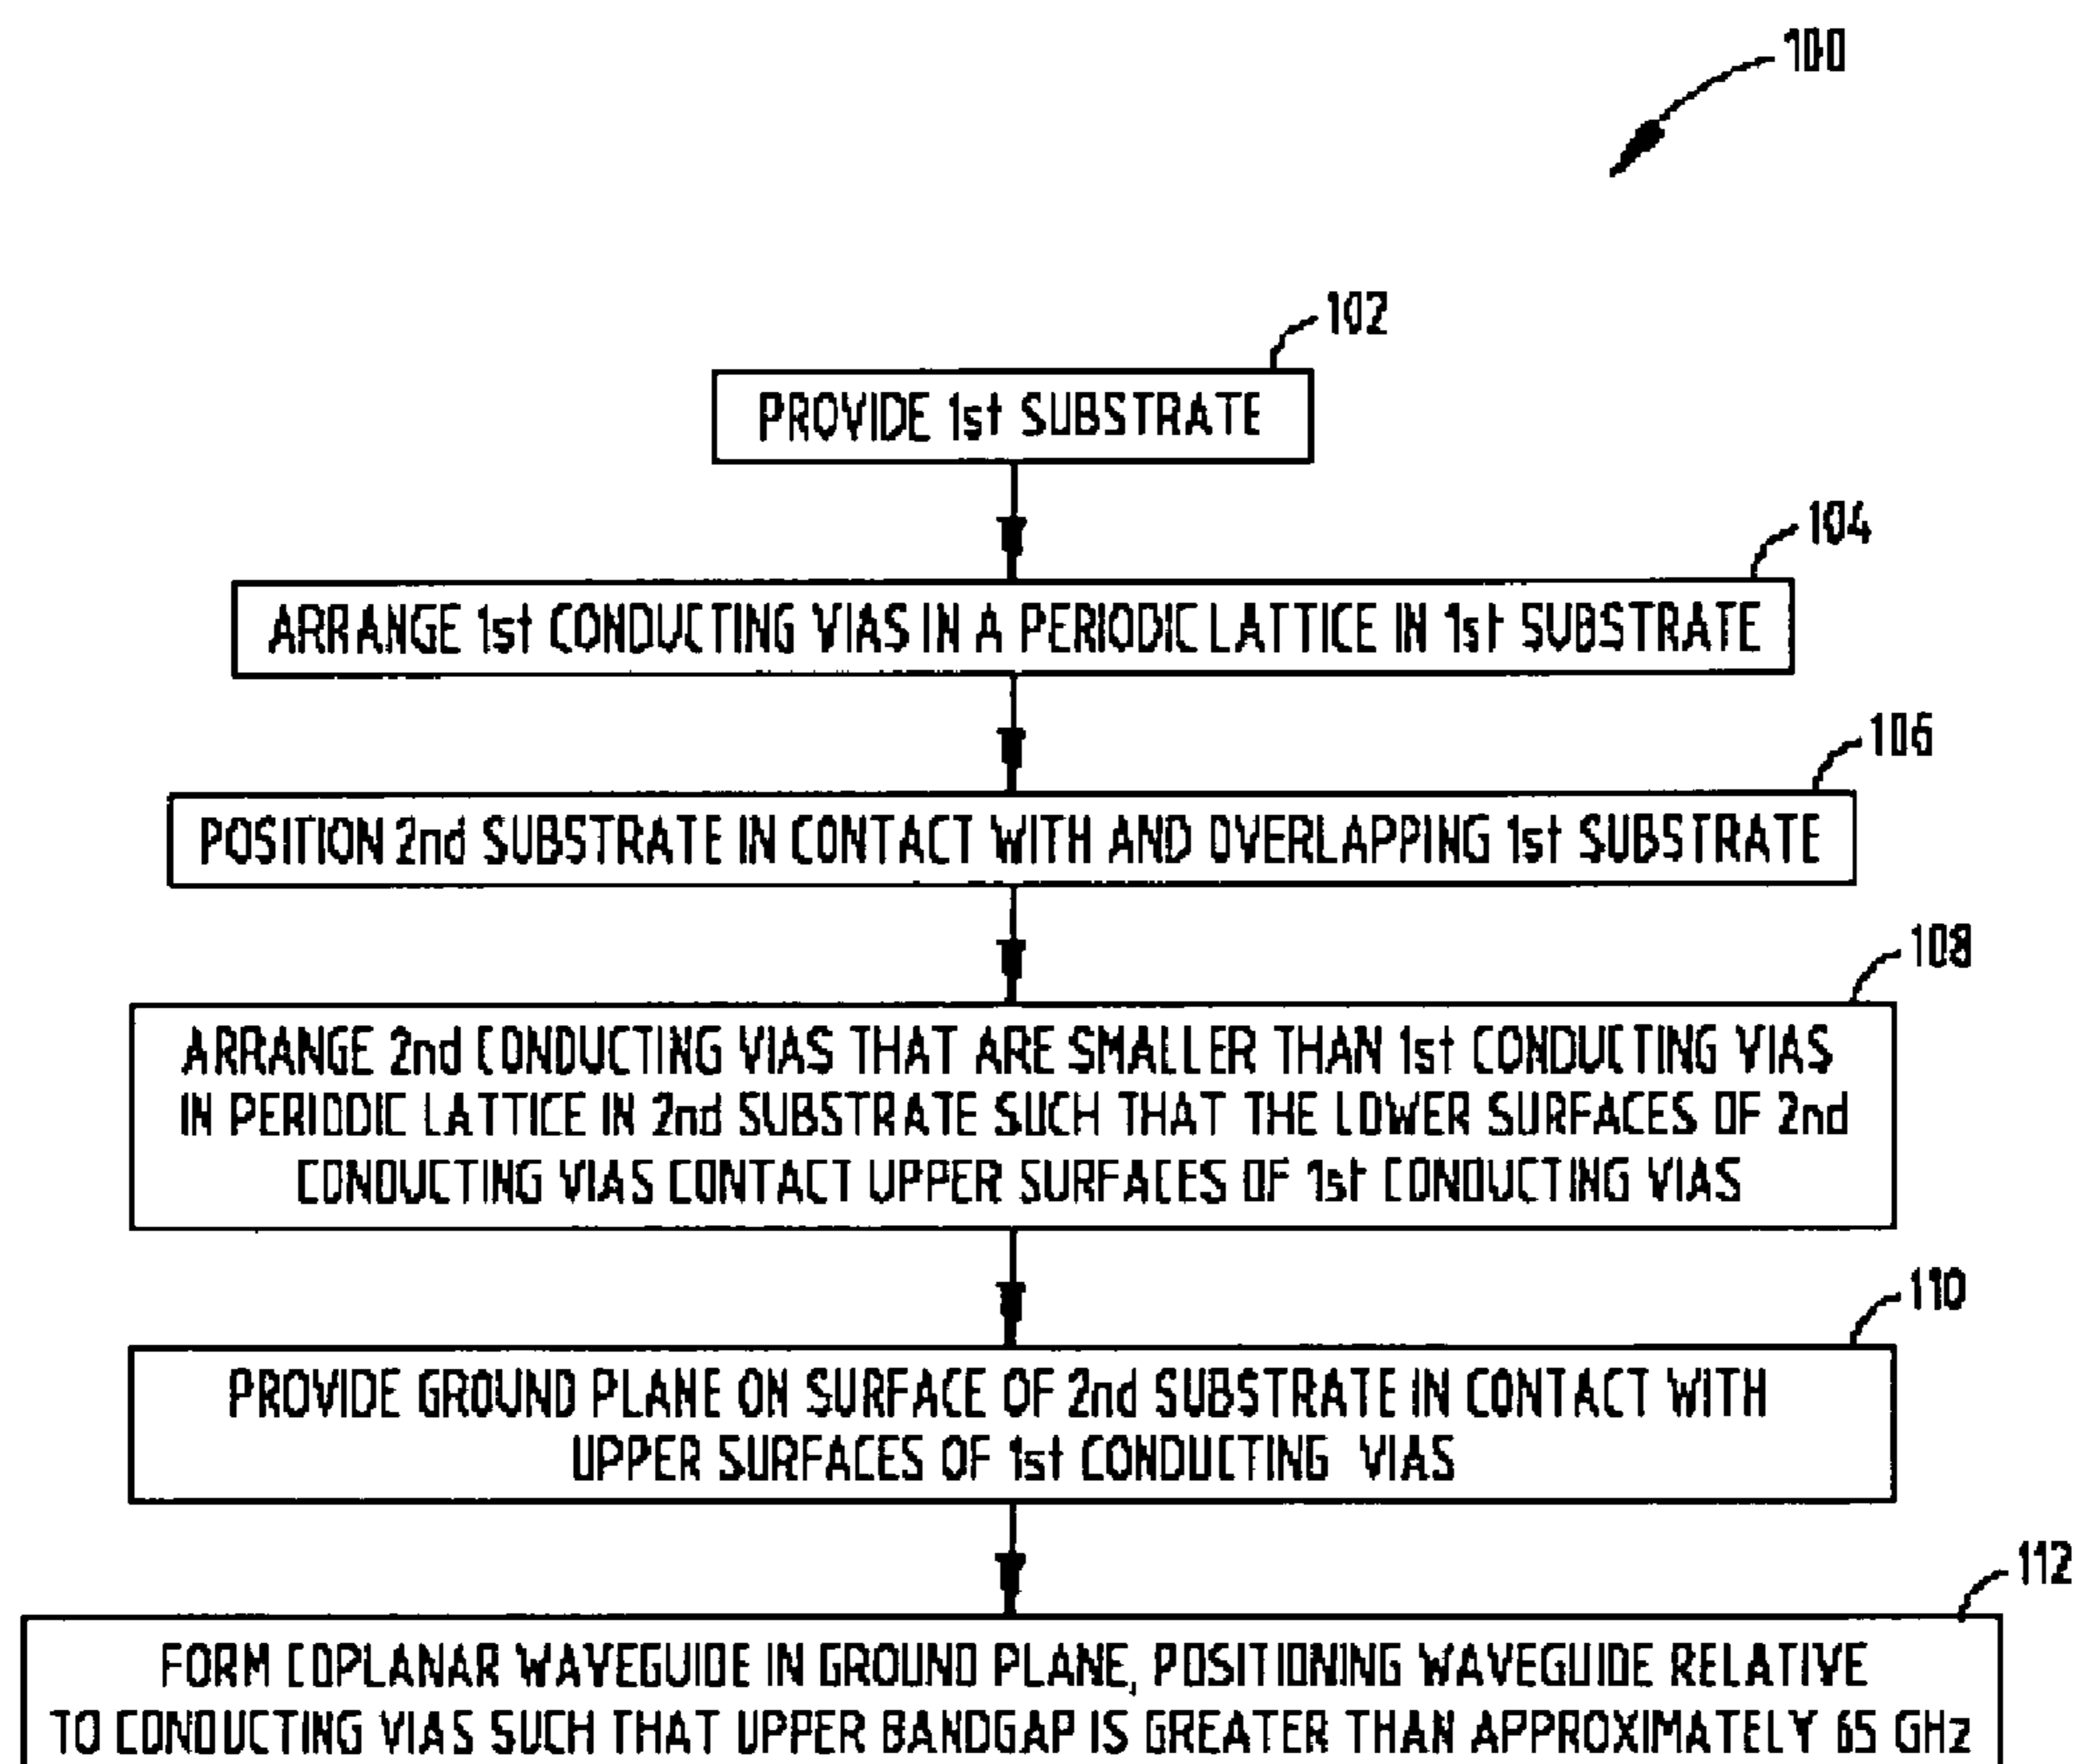 100
102
PROVIDE 1st SUBSTRATE
104
ARRANGE 1st CONDUCTING VIAS IN A PERIODIC LATTICE IN 1st SUBSTRATE
106
POSITION 2nd SUBSTRATE IN CONTACT WITH AND OVERLAPPING 1st SUBSTRATE
108
ARRANGE 2nd CONDUCTING VIAS THAT ARE SMALLER THAN 1st CONDUCTING VIAS
IN PERIODIC LATTICE IN 2nd SUBSTRATE SUCH THAT THE LOWER SURFACES OF 2nd
CONDUCTING VIAS CONTACT UPPER SURFACES OF 1st CONDUCTING VIAS
110
PROVIDE GROUND PLANE ON SURFACE OF 2nd SUBSTRATE IN CONTACT WITH
UPPER SURFACES OF 1st CONDUCTING VIAS
112
FORM COPLANAR WAVEGUIDE IN GROUND PLANE, POSITIONING WAVEGUIDE RELATIVE
TO CONDUCTING VIAS SUCH THAT UPPER BANDGAP IS GREATER THAN APPROXIMATELY 65 GHz